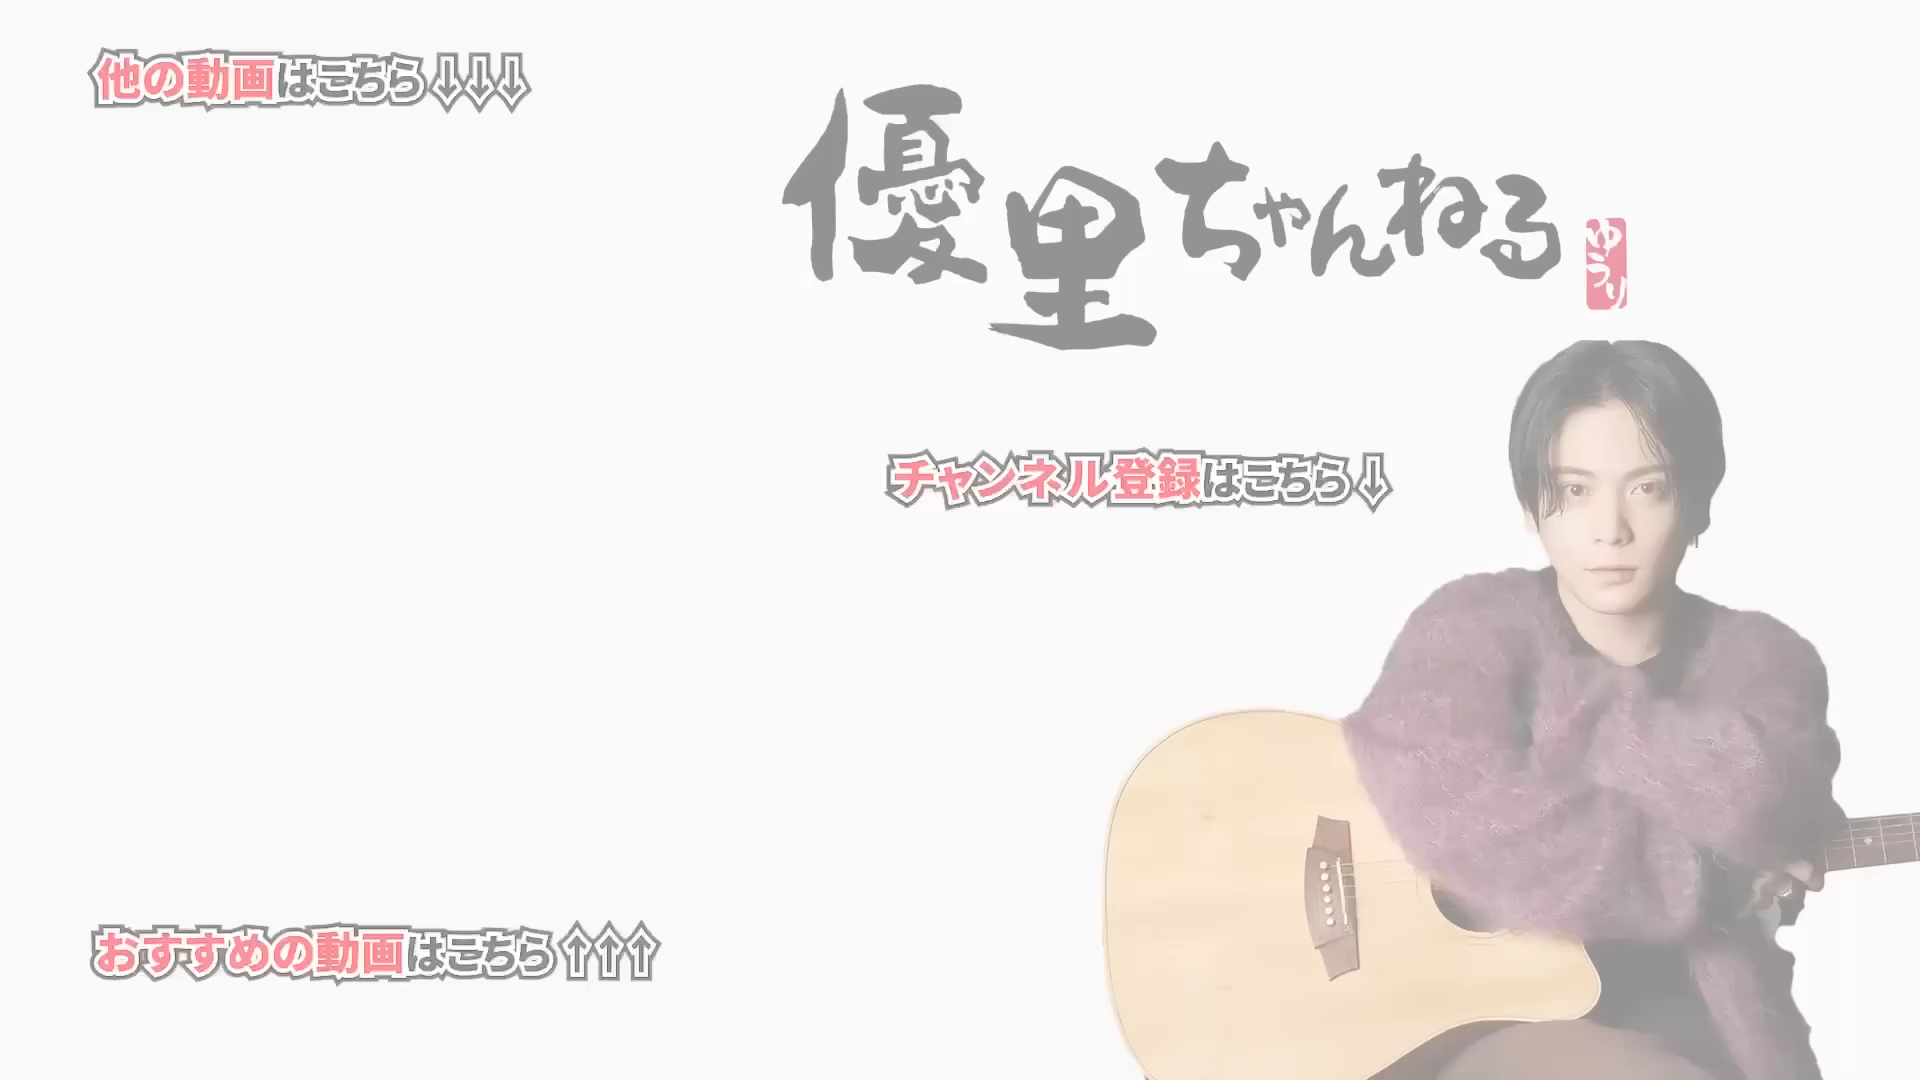 他の動画はこちら↓↓↓
優里ちゃんねる
ゆうり
チャンネル登録はこちら↓
おすすめの動画はこちら↑↑↑